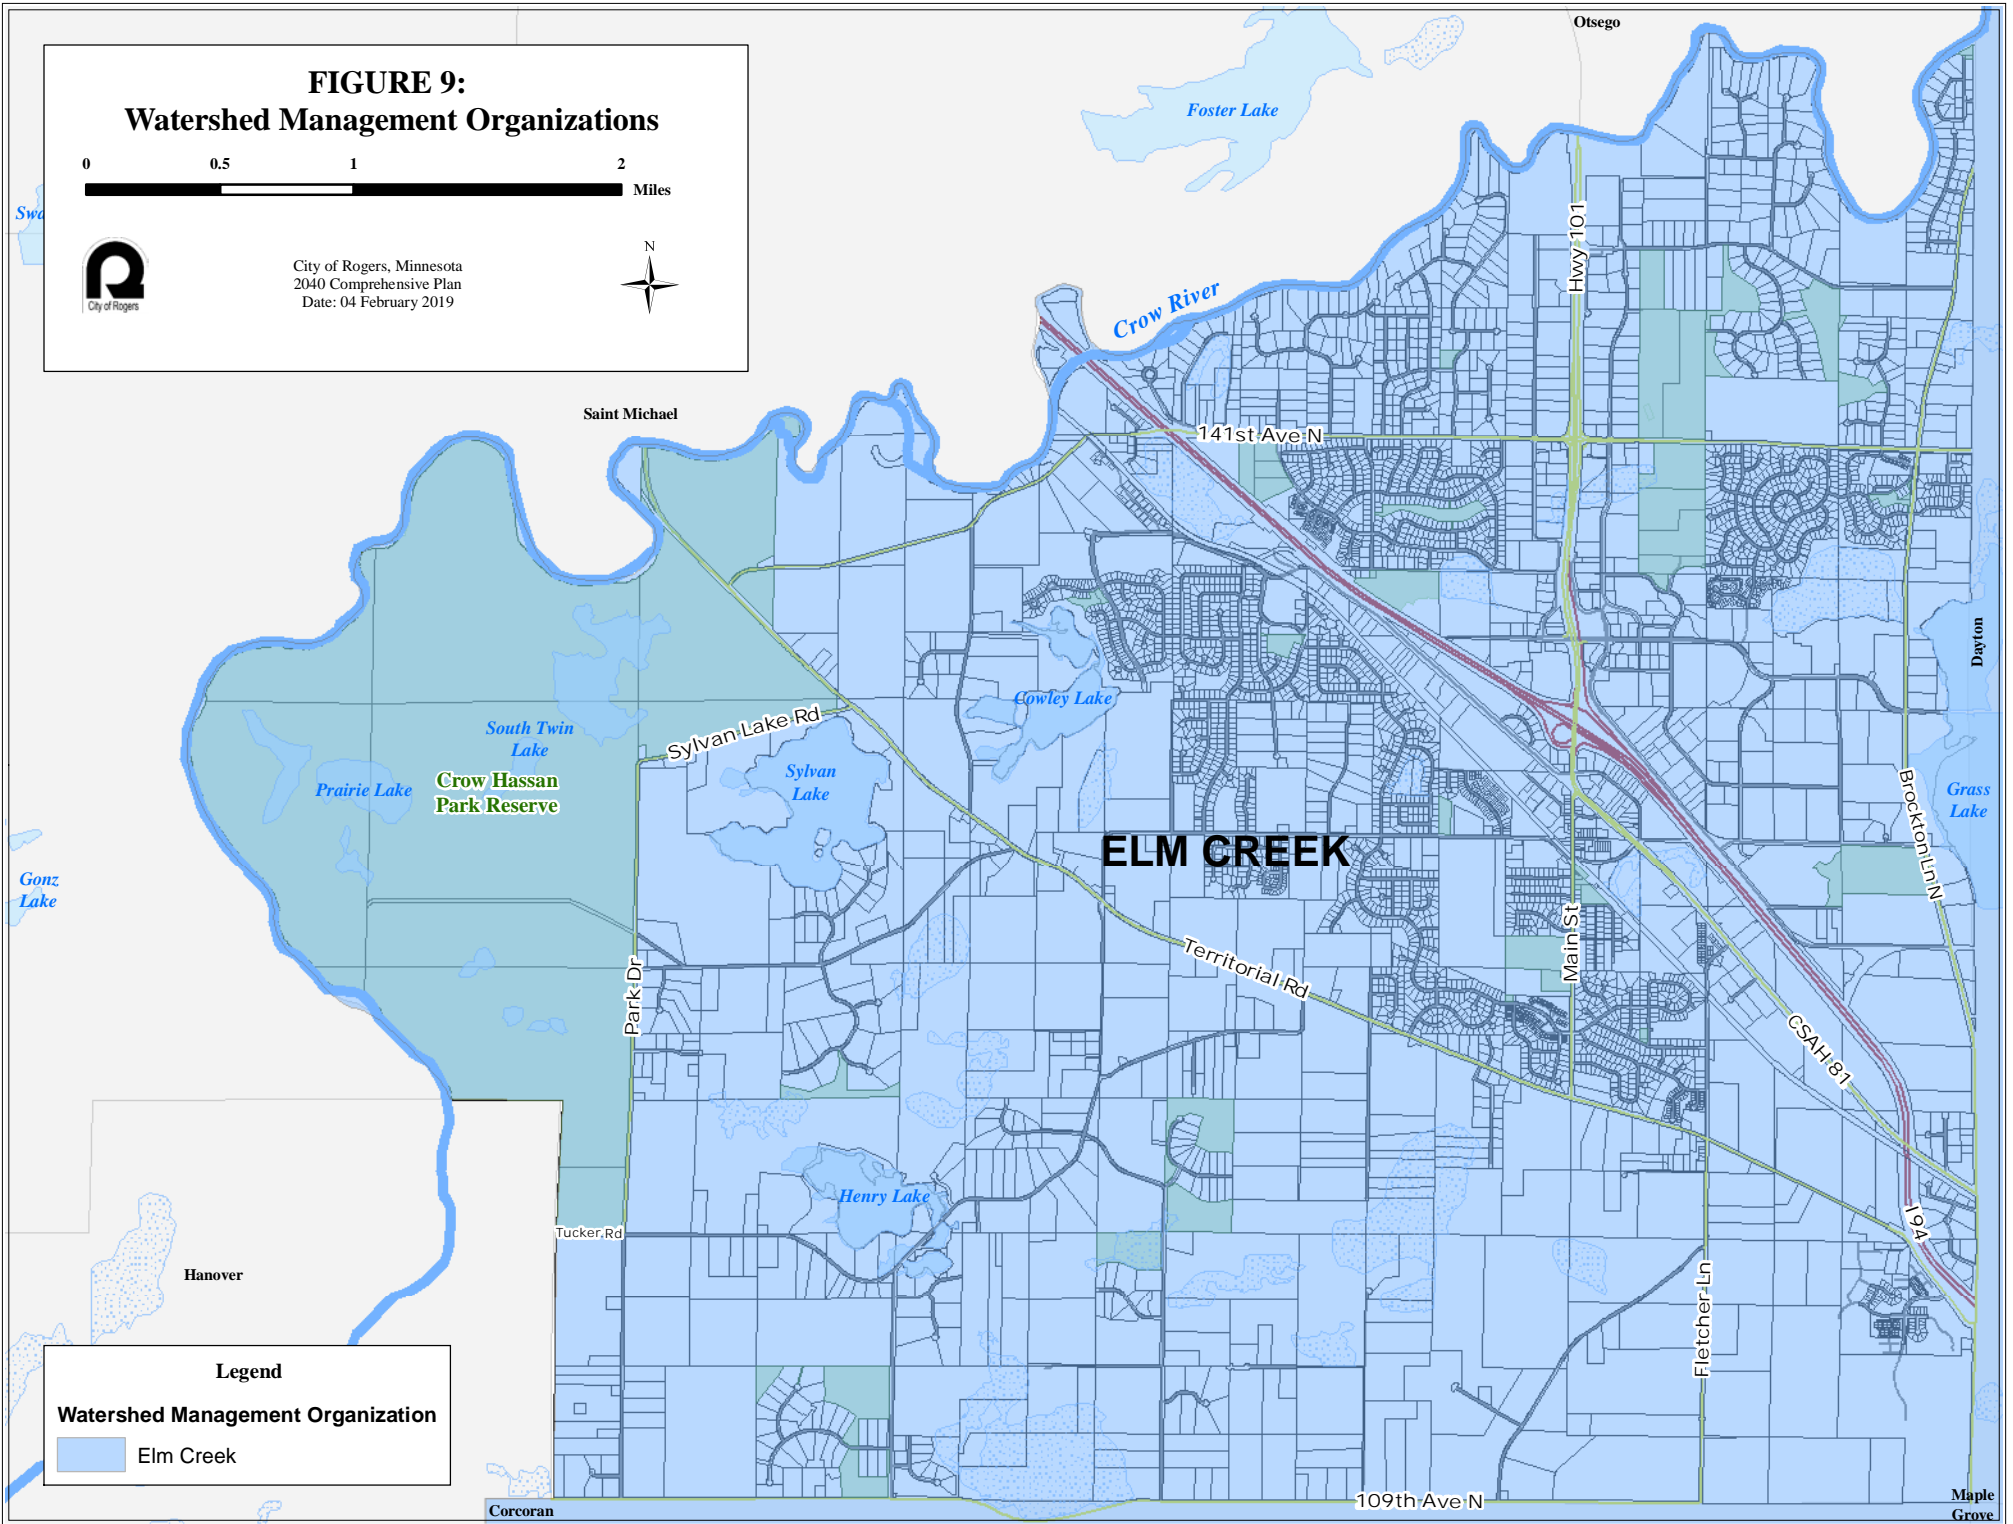 FIGURE 9:
Watershed Management Organizations
0 0.5 1 2
Miles
City of Rogers
City of Rogers, Minnesota
2040 Comprehensive Plan
Date: 04 February 2019
N
Otsego
Foster Lake
Hwy 101
Crow River
Saint Michael
141st Ave N
Dayton
Cowley Lake
South Twin
Lake
Sylvan Lake Rd
Prairie Lake
Crow Hassan
Park Reserve
Sylvan
Lake
Grass
Lake
Brockton Ln N
ELM CREEK
Gonz
Lake
Main St
Territorial Rd
Park Dr
CSAH 81
Henry Lake
Tucker Rd
I 94
Hanover
Fletcher Ln
Legend
Watershed Management Organization
Elm Creek
109th Ave N
Corcoran
Maple
Grove